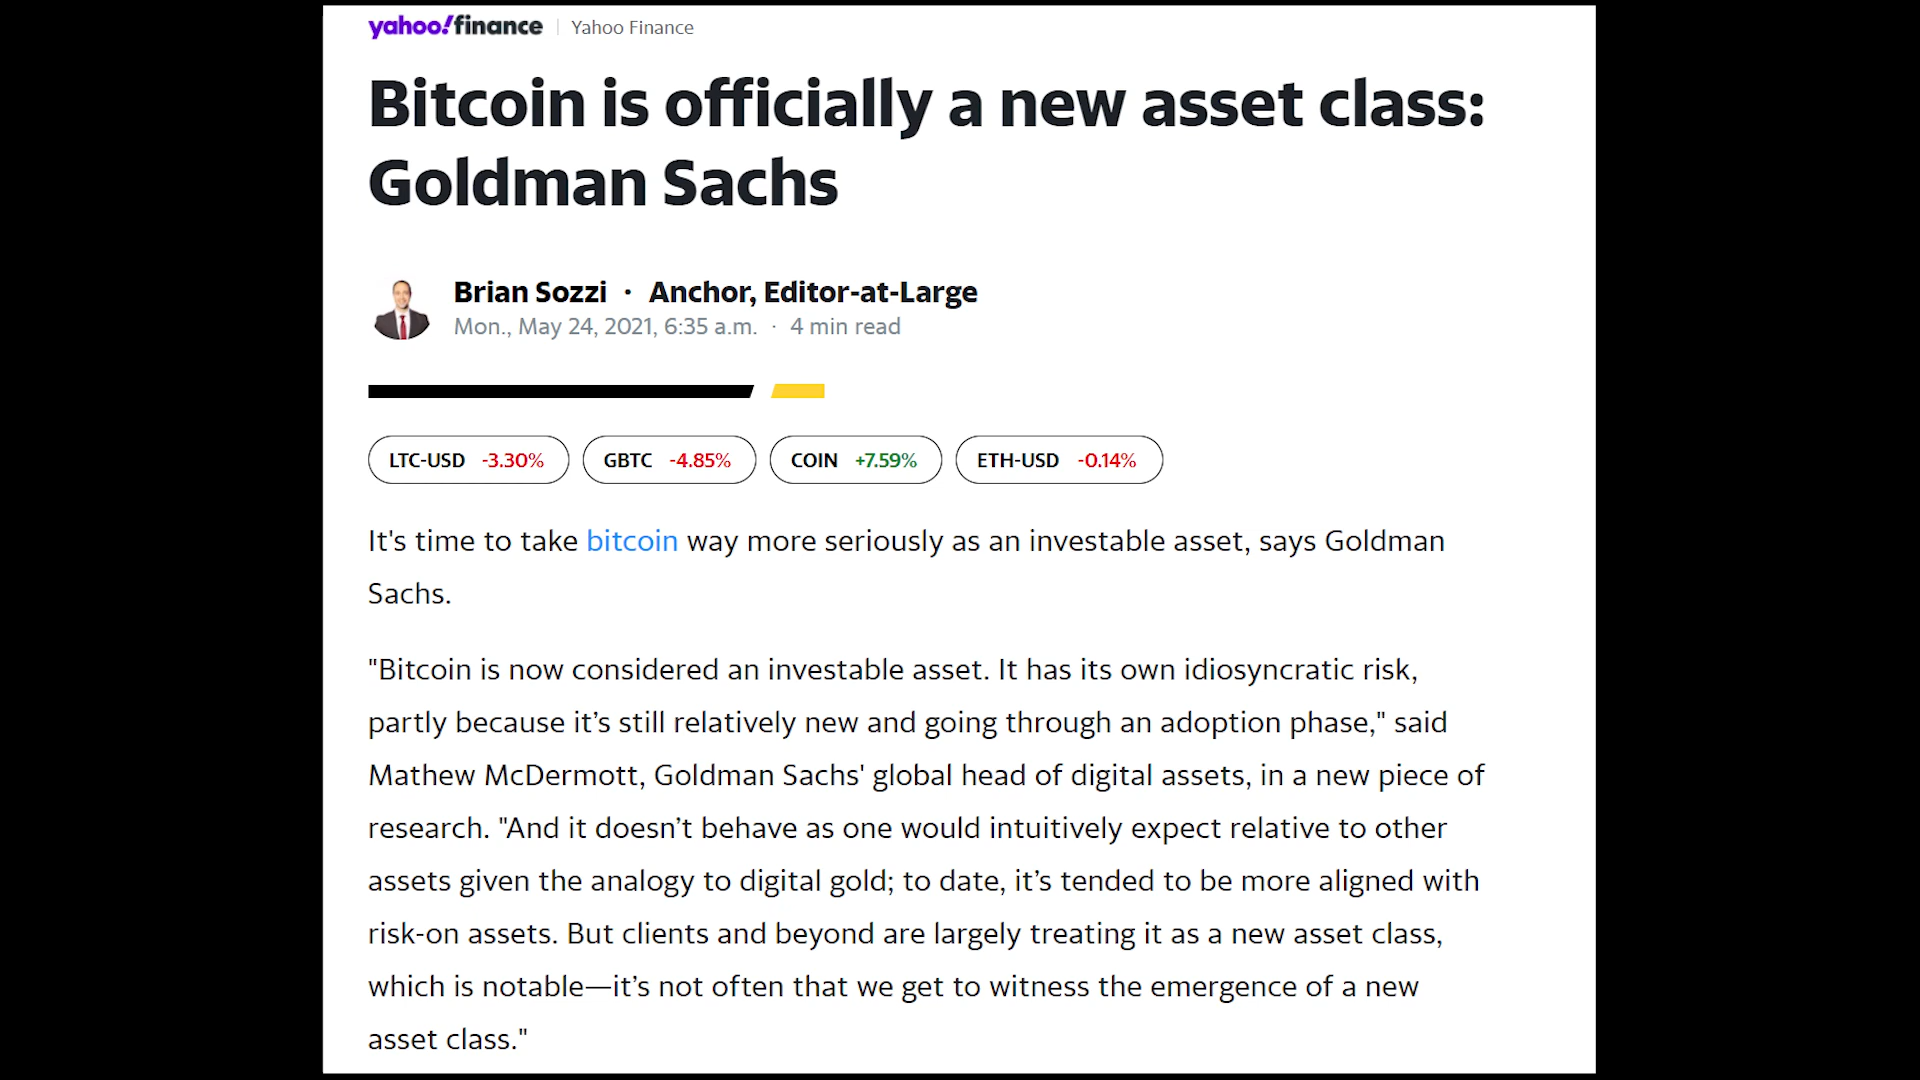 yahoo!finance | Yahoo Finance
Bitcoin is officially a new asset class:
Goldman Sachs
Brian Sozzi · Anchor, Editor-at-Large
Mon., May 24, 2021, 6:35 a.m. · 4 min read
LTC-USD -3.30% GBTC -4.85% COIN +7.59% ETH-USD -0.14%
It's time to take bitcoin way more seriously as an investable asset, says Goldman
Sachs.
"Bitcoin is now considered an investable asset. It has its own idiosyncratic risk,
partly because it’s still relatively new and going through an adoption phase," said
Mathew McDermott, Goldman Sachs' global head of digital assets, in a new piece of
research. "And it doesn’t behave as one would intuitively expect relative to other
assets given the analogy to digital gold; to date, it’s tended to be more aligned with
risk-on assets. But clients and beyond are largely treating it as a new asset class,
which is notable—it’s not often that we get to witness the emergence of a new
asset class."